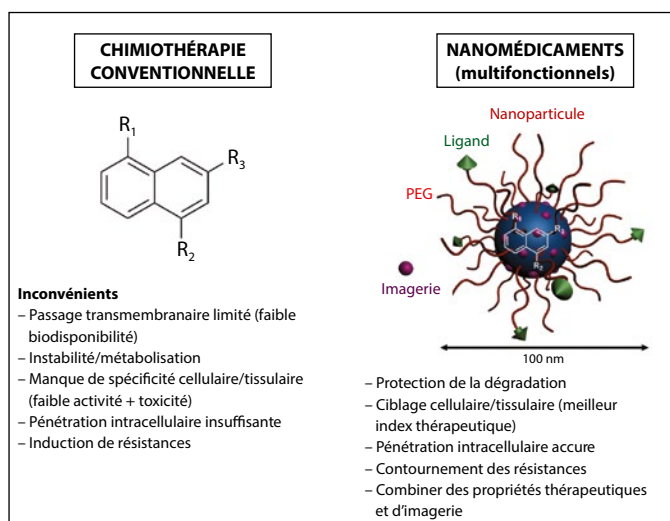 CHIMIOTHÉRAPIE
CONVENTIONNELLE
R1
R3
R2
Inconvénients
– Passage transmembranaire limité (faible
biodisponibilité)
– Instabilité/métabolisation
– Manque de spécificité cellulaire/tissulaire
(faible activité + toxicité)
– Pénétration intracellulaire insuffisante
– Induction de résistances
NANOMÉDICAMENTS
(multifonctionnels)
Nanoparticule
Ligand
PEG
R1
R3
R2
Imagerie
100 nm
– Protection de la dégradation
– Ciblage cellulaire/tissulaire (meilleur
index thérapeutique)
– Pénétration intracellulaire accure
– Contournement des résistances
– Combiner des propriétés thérapeutiques
et d’imagerie